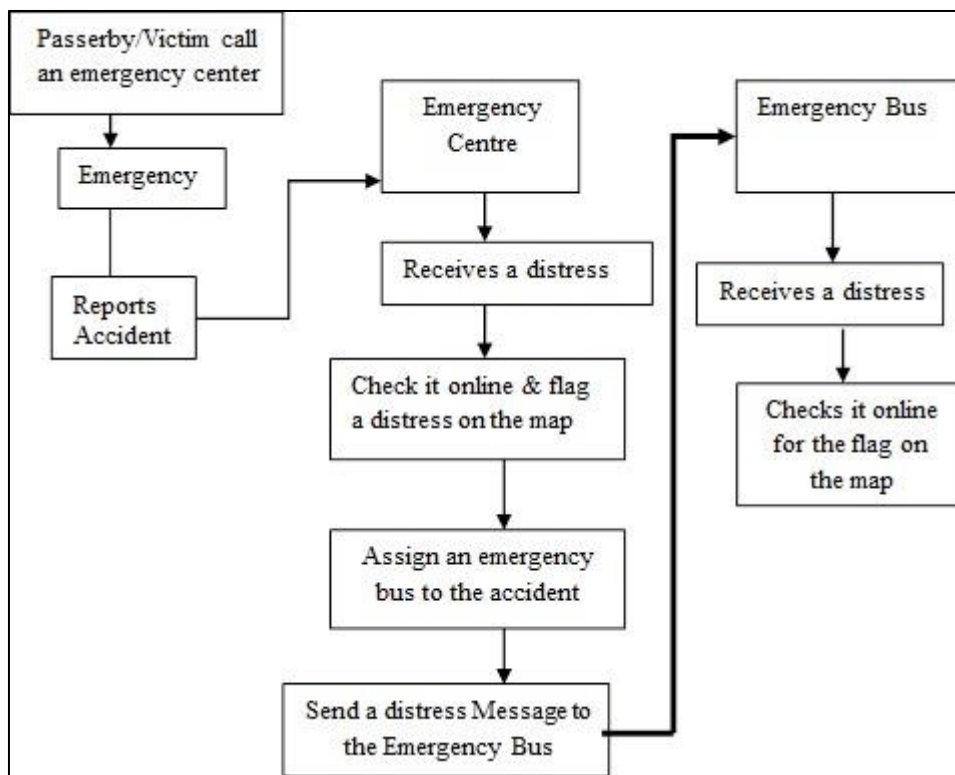 Passerby/Victim call
an emergency center
Emergency
Reports
Accident
Emergency
Centre
Receives a distress
Check it online & flag
a distress on the map
Assign an emergency
bus to the accident
Send a distress Message to
the Emergency Bus
Emergency Bus
Receives a distress
Checks it online
for the flag on
the map